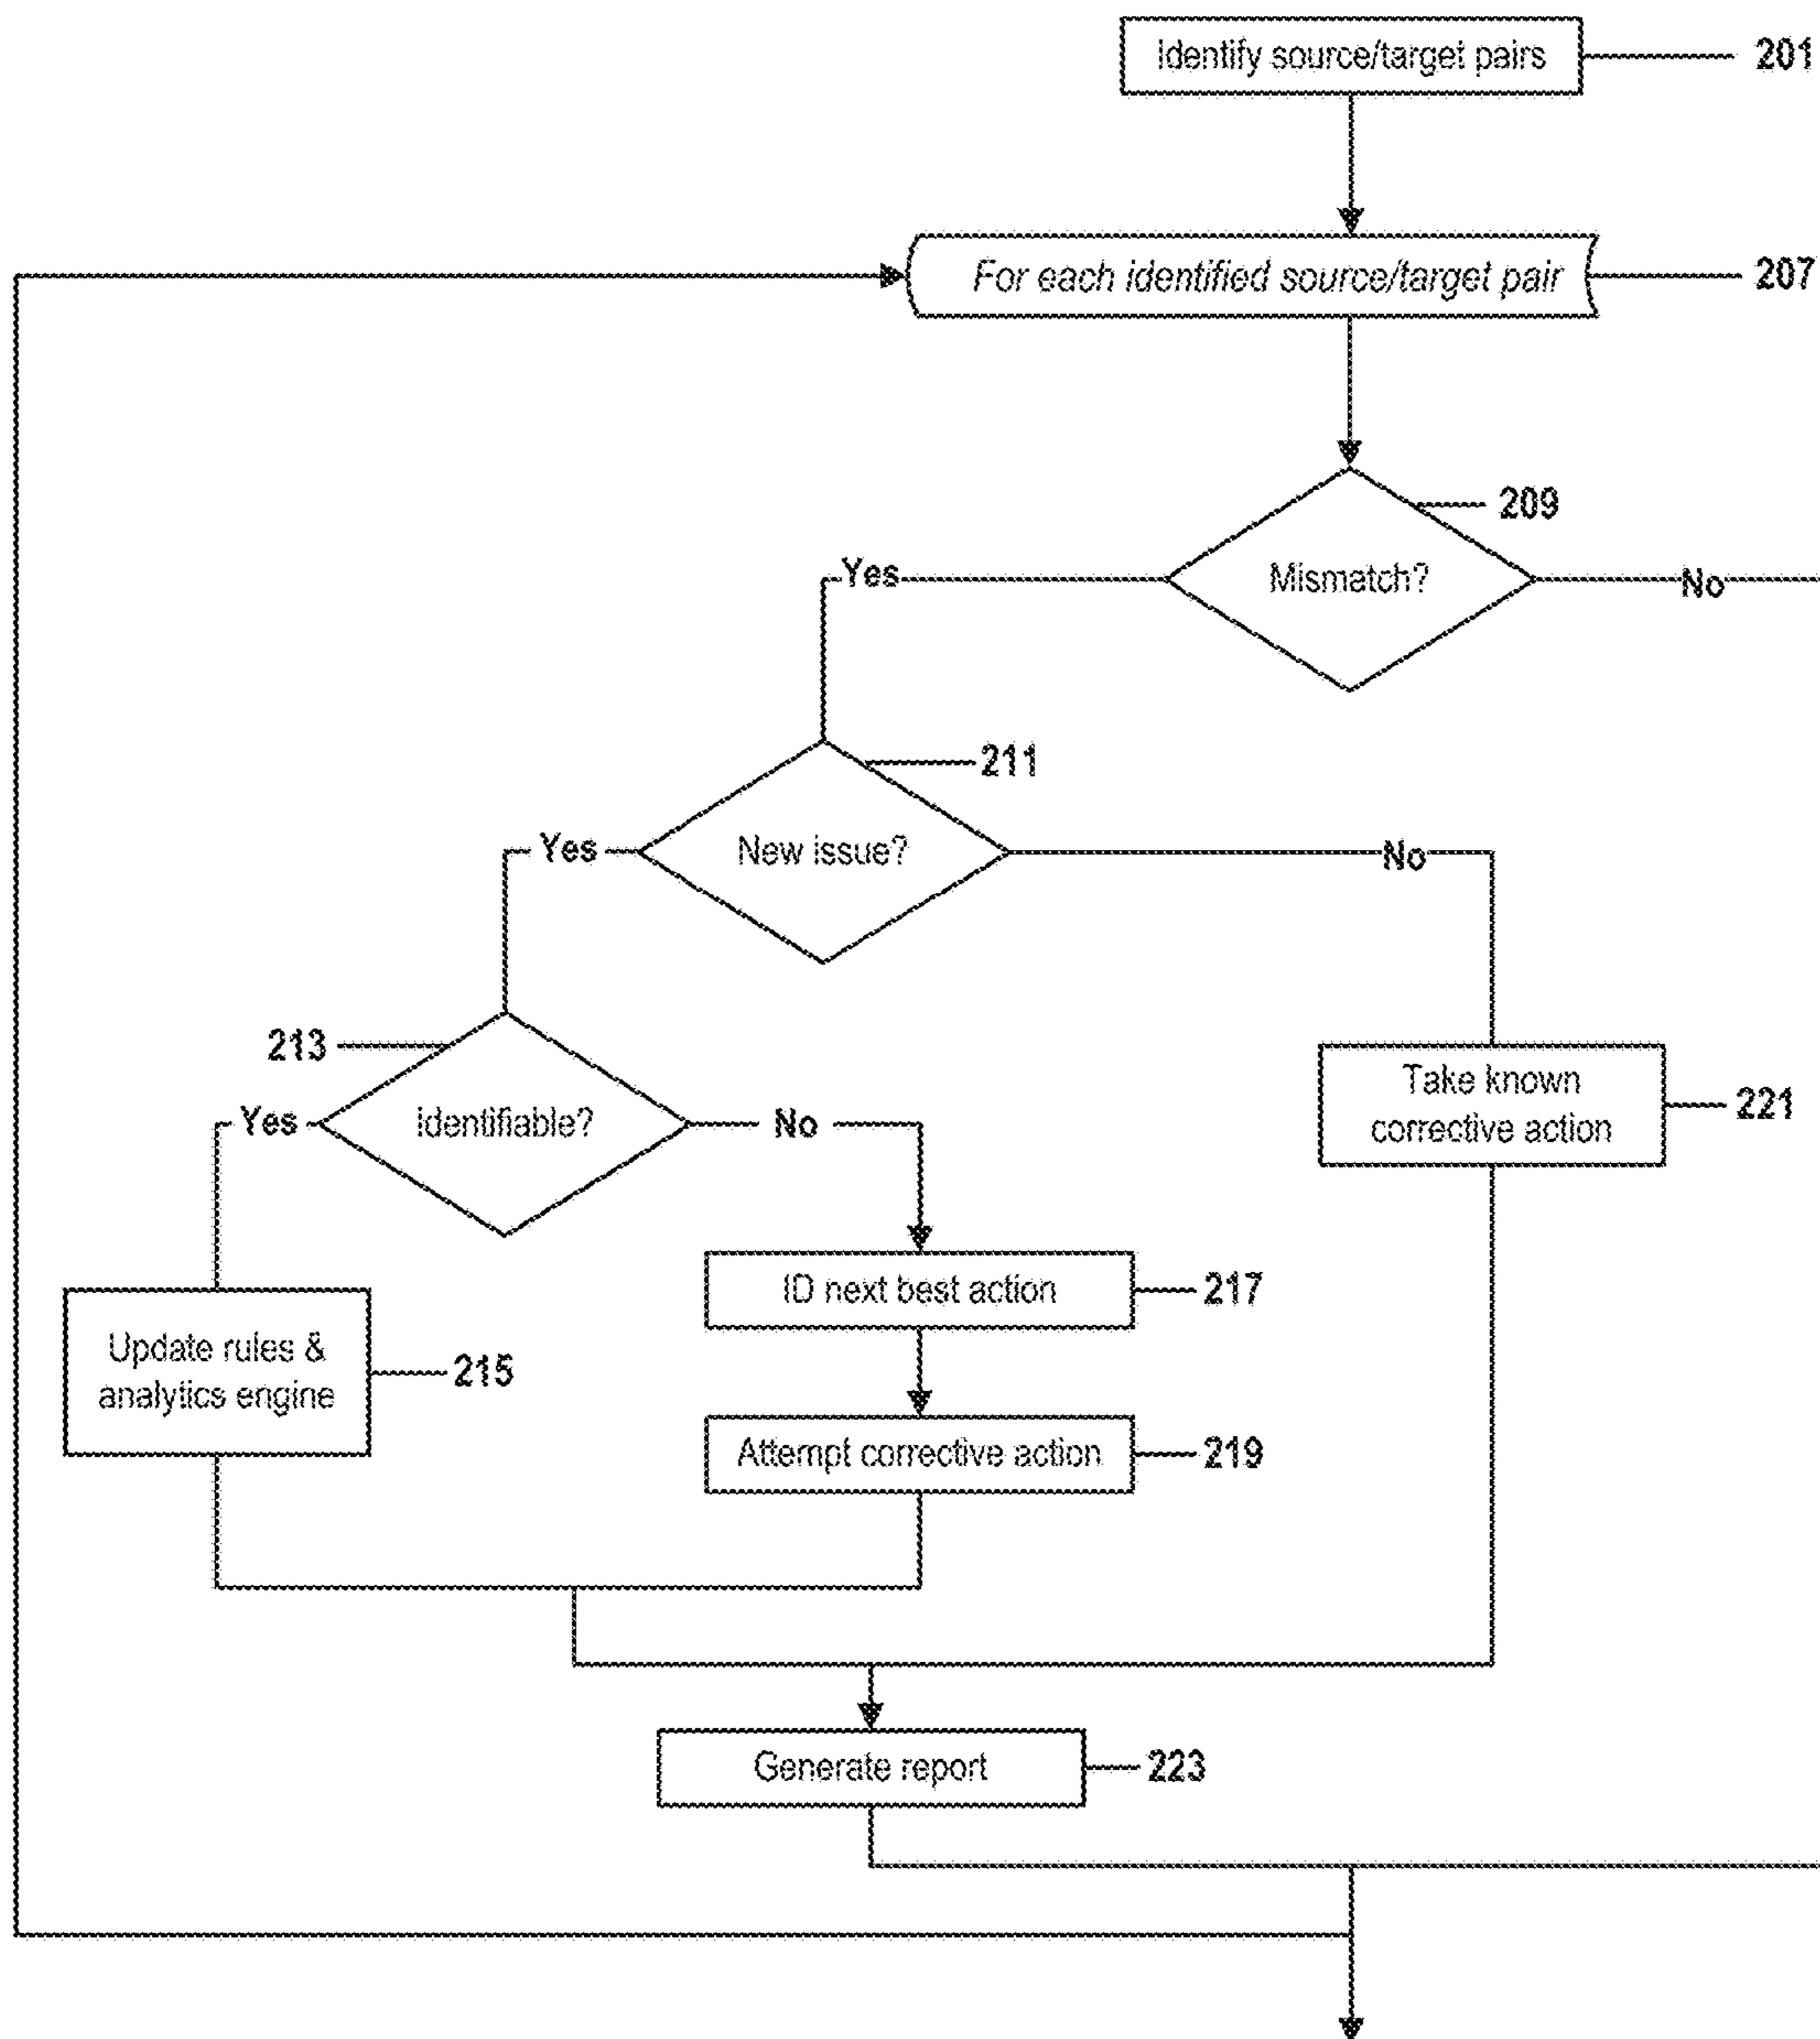 Identify source/target pairs
201
For each identified source/target pair
207
209
Mismatch?
Yes
No
211
New issue?
Yes
No
213
Identifiable?
Yes
No
Take known
corrective action
221
ID next best action
217
Update rules &
analytics engine
215
Attempt corrective action
219
Generate report
223